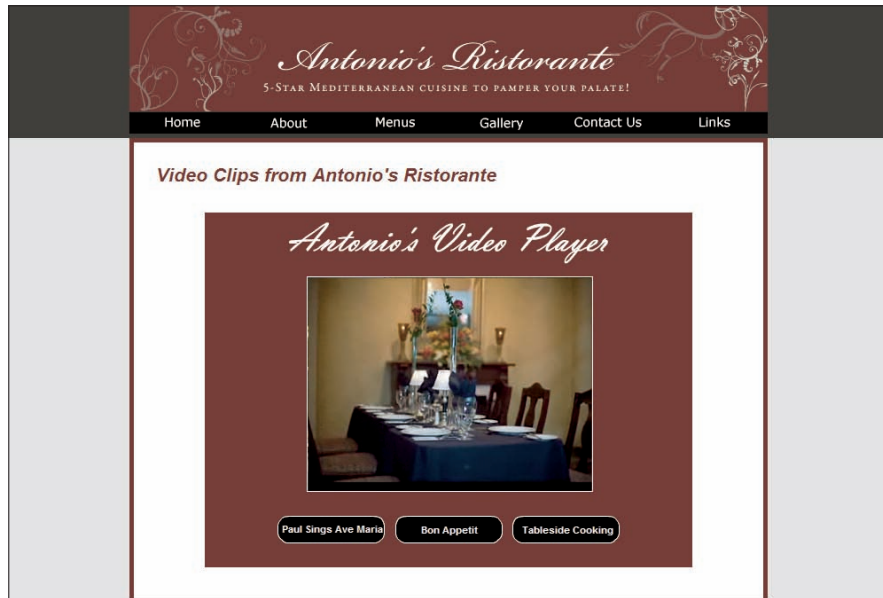 Antonio's Ristorante
5-Star Mediterranean cuisine to pamper your palate!
Home About Menus Gallery Contact Us Links
Video Clips from Antonio's Ristorante
Antonio's Video Player
Paul Sings Ave Maria Bon Appetit Tableside Cooking